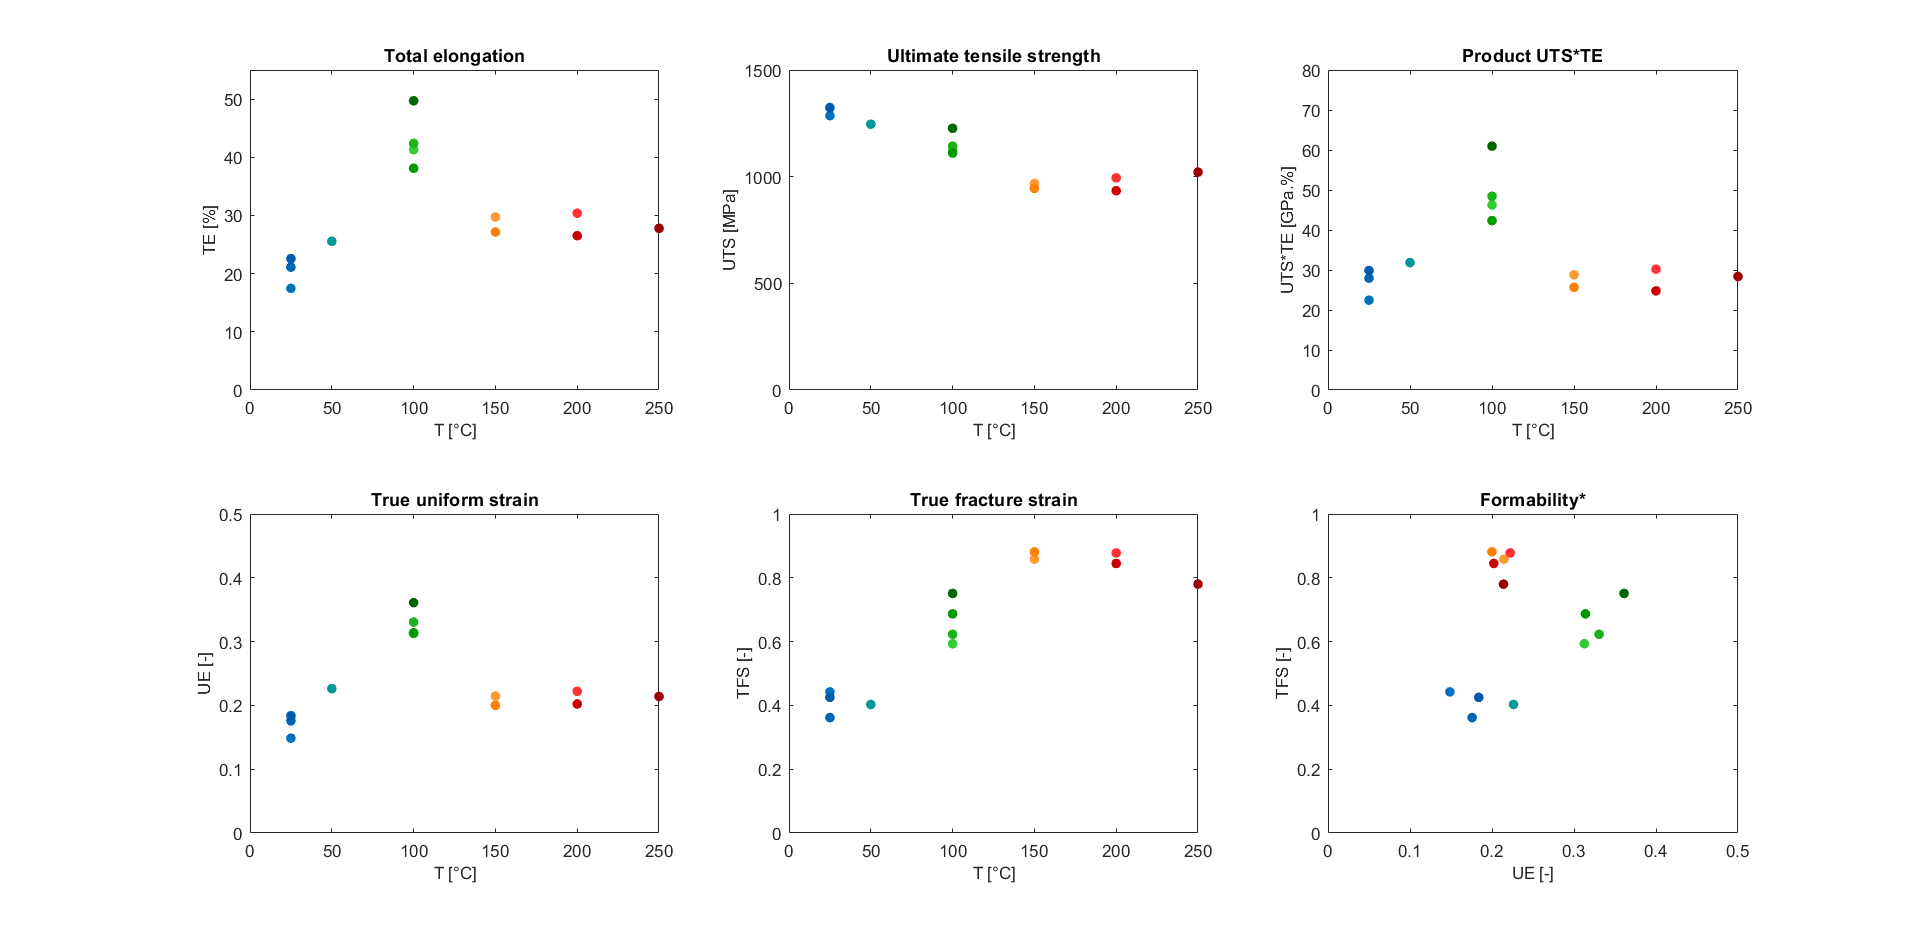 Total elongation
50
40
30
20
10
0
TE [%]
0 50 100 150 200 250
T [°C]
Ultimate tensile strength
1500
1000
500
0
UTS [MPa]
0 50 100 150 200 250
T [°C]
Product UTS*TE
80
70
60
50
40
30
20
10
0
UTS*TE [GPa.%]
0 50 100 150 200 250
T [°C]
True uniform strain
0.5
0.4
0.3
0.2
0.1
0
UE [-]
0 50 100 150 200 250
T [°C]
True fracture strain
1
0.8
0.6
0.4
0.2
0
TFS [-]
0 50 100 150 200 250
T [°C]
Formability*
1
0.8
0.6
0.4
0.2
0
TFS [-]
0 0.1 0.2 0.3 0.4 0.5
UE [-]